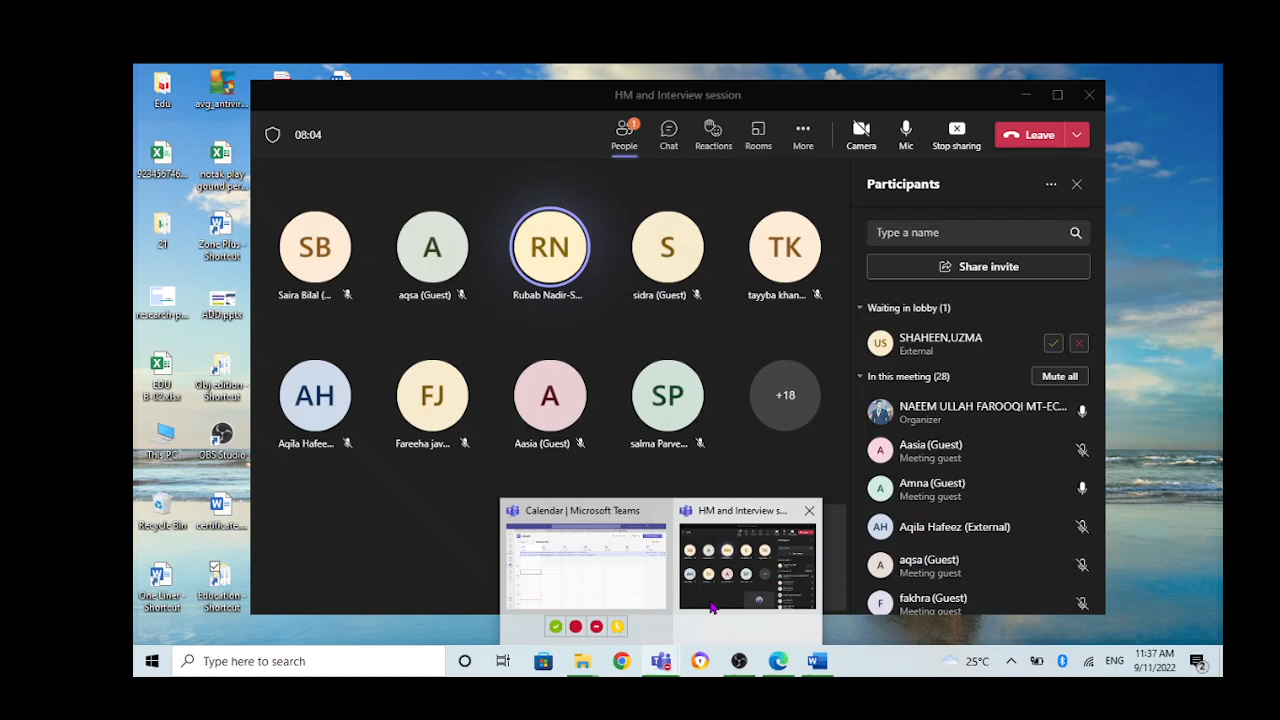 Edu
avg_antivir...
923456746...
notak play
gound per...
21
Zone Plus -
Shortcut
research-p...
ADD.pptx
EDU
B-02.xlsx
Obj edition -
Shortcut
This PC
OBS Studio
Recycle Bin
certificate....
One Liner -
Shortcut
Education -
Shortcut
HM and Interview session
08:04
1
People
Chat
Reactions
Rooms
More
Camera
Mic
Stop sharing
Leave
SB
A
RN
S
TK
Saira Bilal (...
aqsa (Guest)
Rubab Nadir-S...
sidra (Guest)
tayyba khan...
AH
FJ
A
SP
+18
Aqila Hafee...
Fareeha jav...
Aasia (Guest)
salma Parve...
Participants
Type a name
Share invite
Waiting in lobby (1)
US
SHAHEEN,UZMA
External
In this meeting (28)
Mute all
NAEEM ULLAH FAROOQI MT-EC...
Organizer
A
Aasia (Guest)
Meeting guest
A
Amna (Guest)
Meeting guest
AH
Aqila Hafeez (External)
A
aqsa (Guest)
Meeting guest
F
fakhra (Guest)
Meeting guest
Calendar | Microsoft Teams
HM and Interview s...
Type here to search
25°C
ENG
11:37 AM
9/11/2022
2